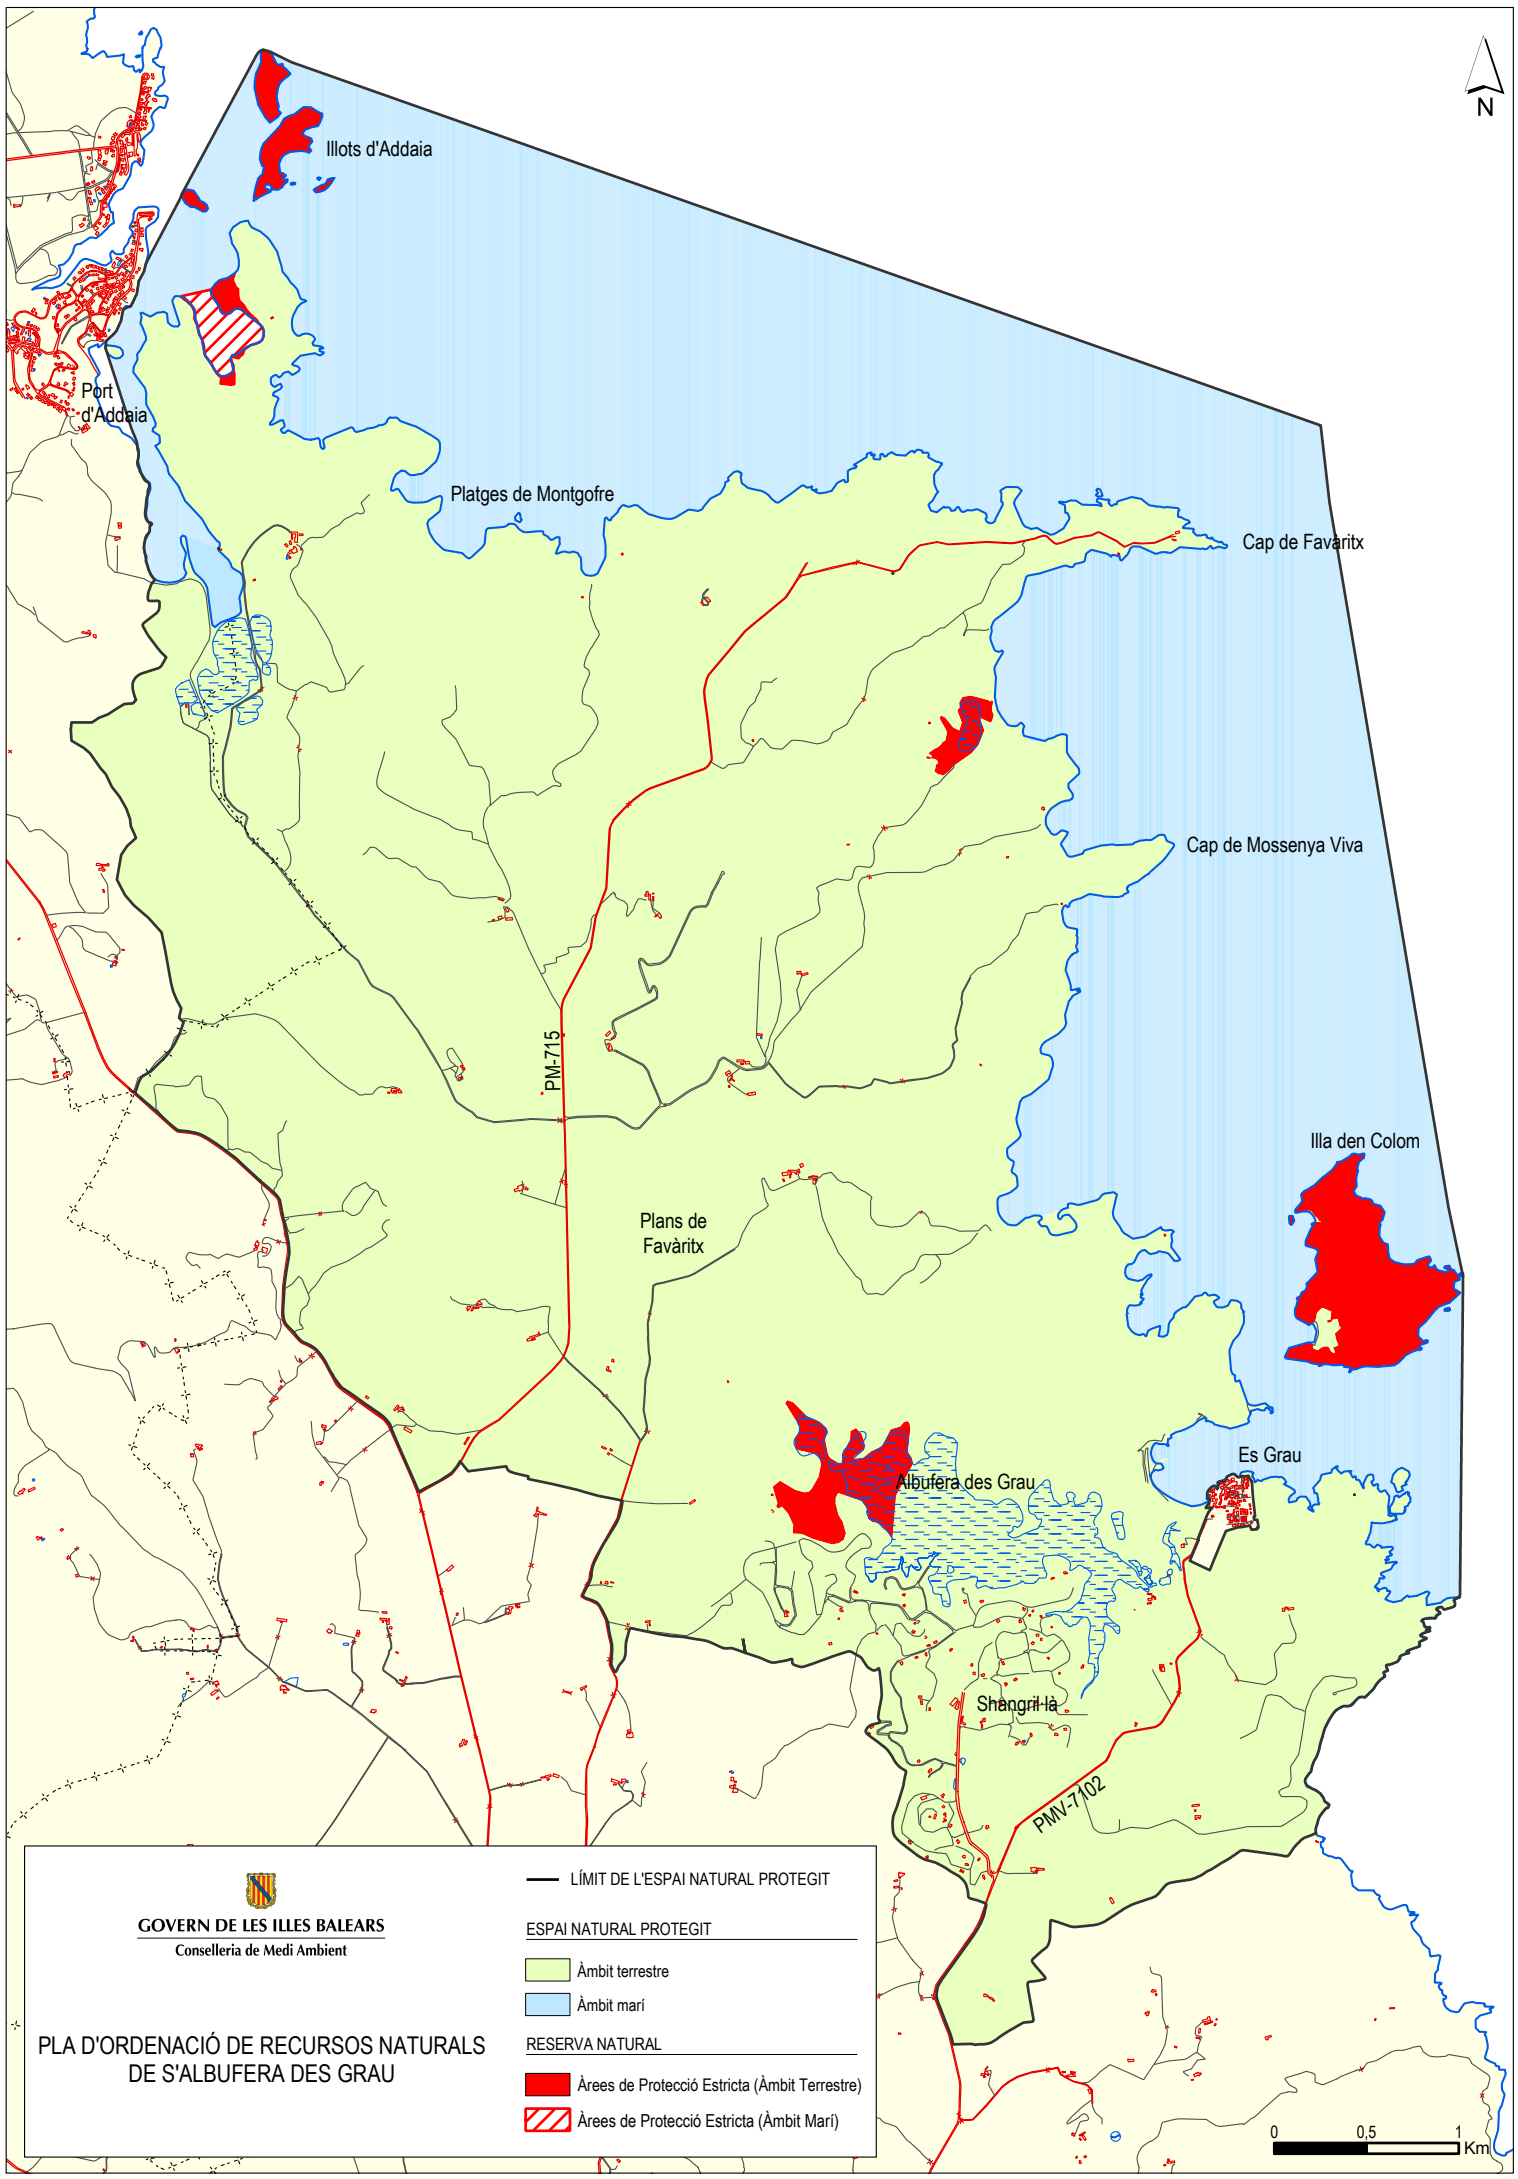 N
Illots d'Addaia
Port
d'Addaia
Platges de Montgofre
Cap de Favàritx
Cap de Mossenya Viva
PM-715
Illa den Colom
Plans de
Favàritx
Es Grau
Albufera des Grau
Shangril·là
PMV-7102
GOVERN DE LES ILLES BALEARS
Conselleria de Medi Ambient
PLA D'ORDENACIÓ DE RECURSOS NATURALS
DE S'ALBUFERA DES GRAU
LÍMIT DE L'ESPAI NATURAL PROTEGIT
ESPAI NATURAL PROTEGIT
Àmbit terrestre
Àmbit marí
RESERVA NATURAL
Àrees de Protecció Estricta (Àmbit Terrestre)
Àrees de Protecció Estricta (Àmbit Marí)
0 0,5 1
Km